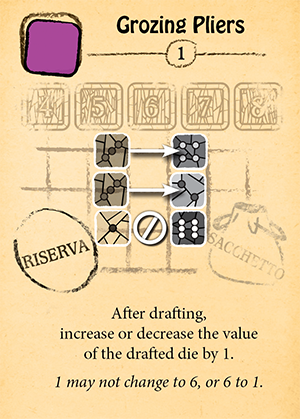 Grozing Pliers
1
4 5 6 7 8
RISERVA
SACCHETTO
After drafting,
increase or decrease the value
of the drafted die by 1.
1 may not change to 6, or 6 to 1.